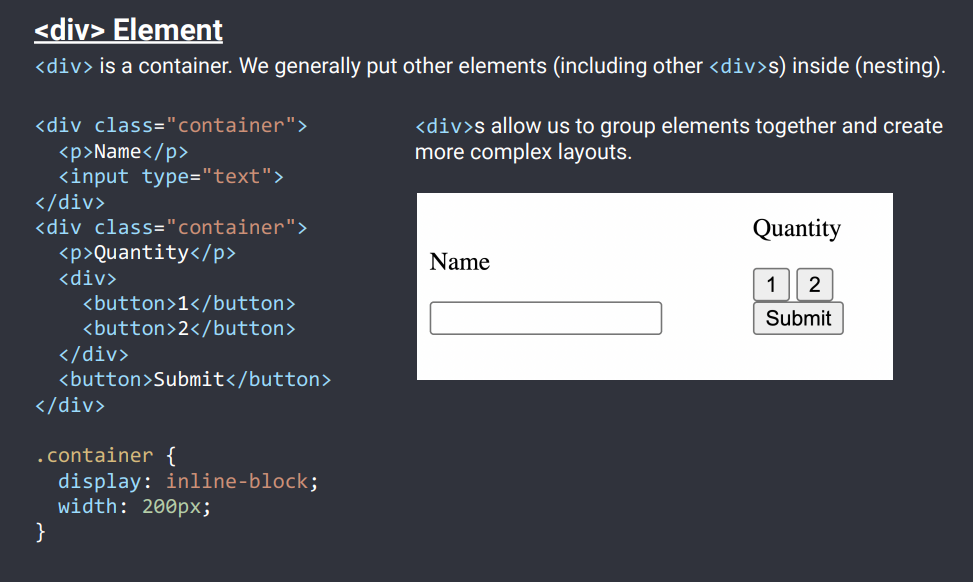 <div> Element
<div> is a container. We generally put other elements (including other <div>s) inside (nesting).
<div class="container">
  <p>Name</p>
  <input type="text">
</div>
<div class="container">
  <p>Quantity</p>
  <div>
    <button>1</button>
    <button>2</button>
  </div>
  <button>Submit</button>
</div>
.container {
  display: inline-block;
  width: 200px;
}
<div>s allow us to group elements together and create
more complex layouts.
Name
Quantity
1 2
Submit